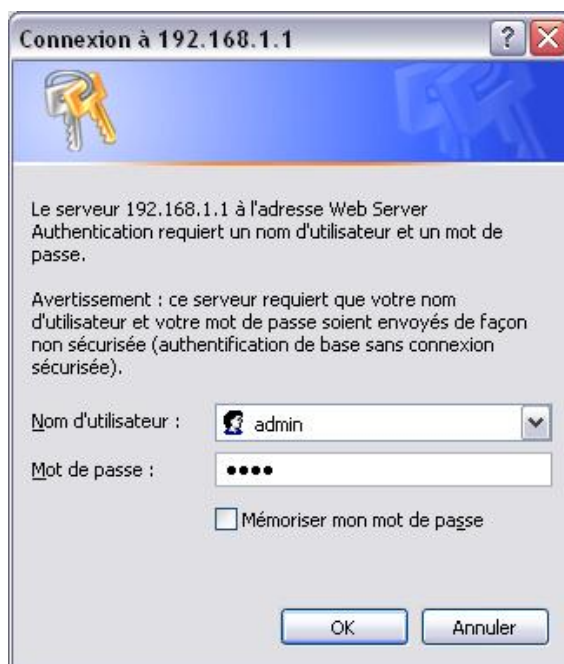 Connexion à 192.168.1.1
Le serveur 192.168.1.1 à l'adresse Web Server
Authentication requiert un nom d'utilisateur et un mot de
passe.
Avertissement : ce serveur requiert que votre nom
d'utilisateur et votre mot de passe soient envoyés de façon
non sécurisée (authentification de base sans connexion
sécurisée).
Nom d'utilisateur :
admin
Mot de passe :
••••
Mémoriser mon mot de passe
OK
Annuler